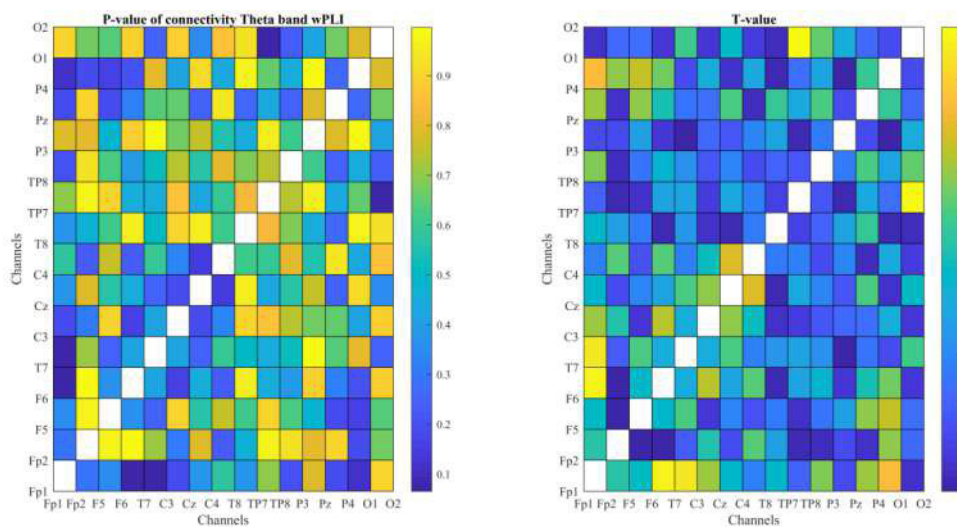 P-value of connectivity Theta band wPLI
O2
O1
P4
Pz
P3
TP8
TP7
T8
C4
Cz
C3
T7
F6
F5
Fp2
Fp1
Channels
Fp1 Fp2 F5 F6 T7 C3 Cz C4 T8 TP7 TP8 P3 Pz P4 O1 O2
Channels
0.9
0.8
0.7
0.6
0.5
0.4
0.3
0.2
0.1
T-value
O2
O1
P4
Pz
P3
TP8
TP7
T8
C4
Cz
C3
T7
F6
F5
Fp2
Fp1
Channels
Fp1 Fp2 F5 F6 T7 C3 Cz C4 T8 TP7 TP8 P3 Pz P4 O1 O2
Channels